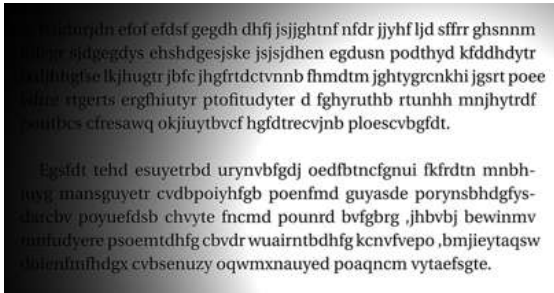 efof efdsf gegdh dhfj jsjjghtnf nfdr jjyhf ljd sffrr ghsnnm
sjdgegdys ehshdgesjske jsjsjdhen egdusn podthyd kfddhdytr
lkjhugtr jbfc jhgfrtdctvnnb fhmdtm jghtygrcnkhi jgsrt poee
rtgerts ergfhiutyr ptofitudyter d fghyruthb rtunhh mnjhytrdf
cfresawq okjiuytbvcf hgfdtrecvjnb ploescvbgfdt.
Egsfdt tehd esuyetrbd urynvbfgdj oedfbtncfgnui fkfrdtn mnbh-
mansguyetr cvdbpoiyhfgb poenfmd guyasde porynsbhdgfys-
poyuefdsb chvyte fncmd pounrd bvfgbrg ,jhbvbj bewinmv
psoemtdhfg cbvdr wuairntbdhfg kcnvfvepo ,bmjieytaqsw
cvbsenuzy oqwmxnauyed poaqncm vytaefsgte.